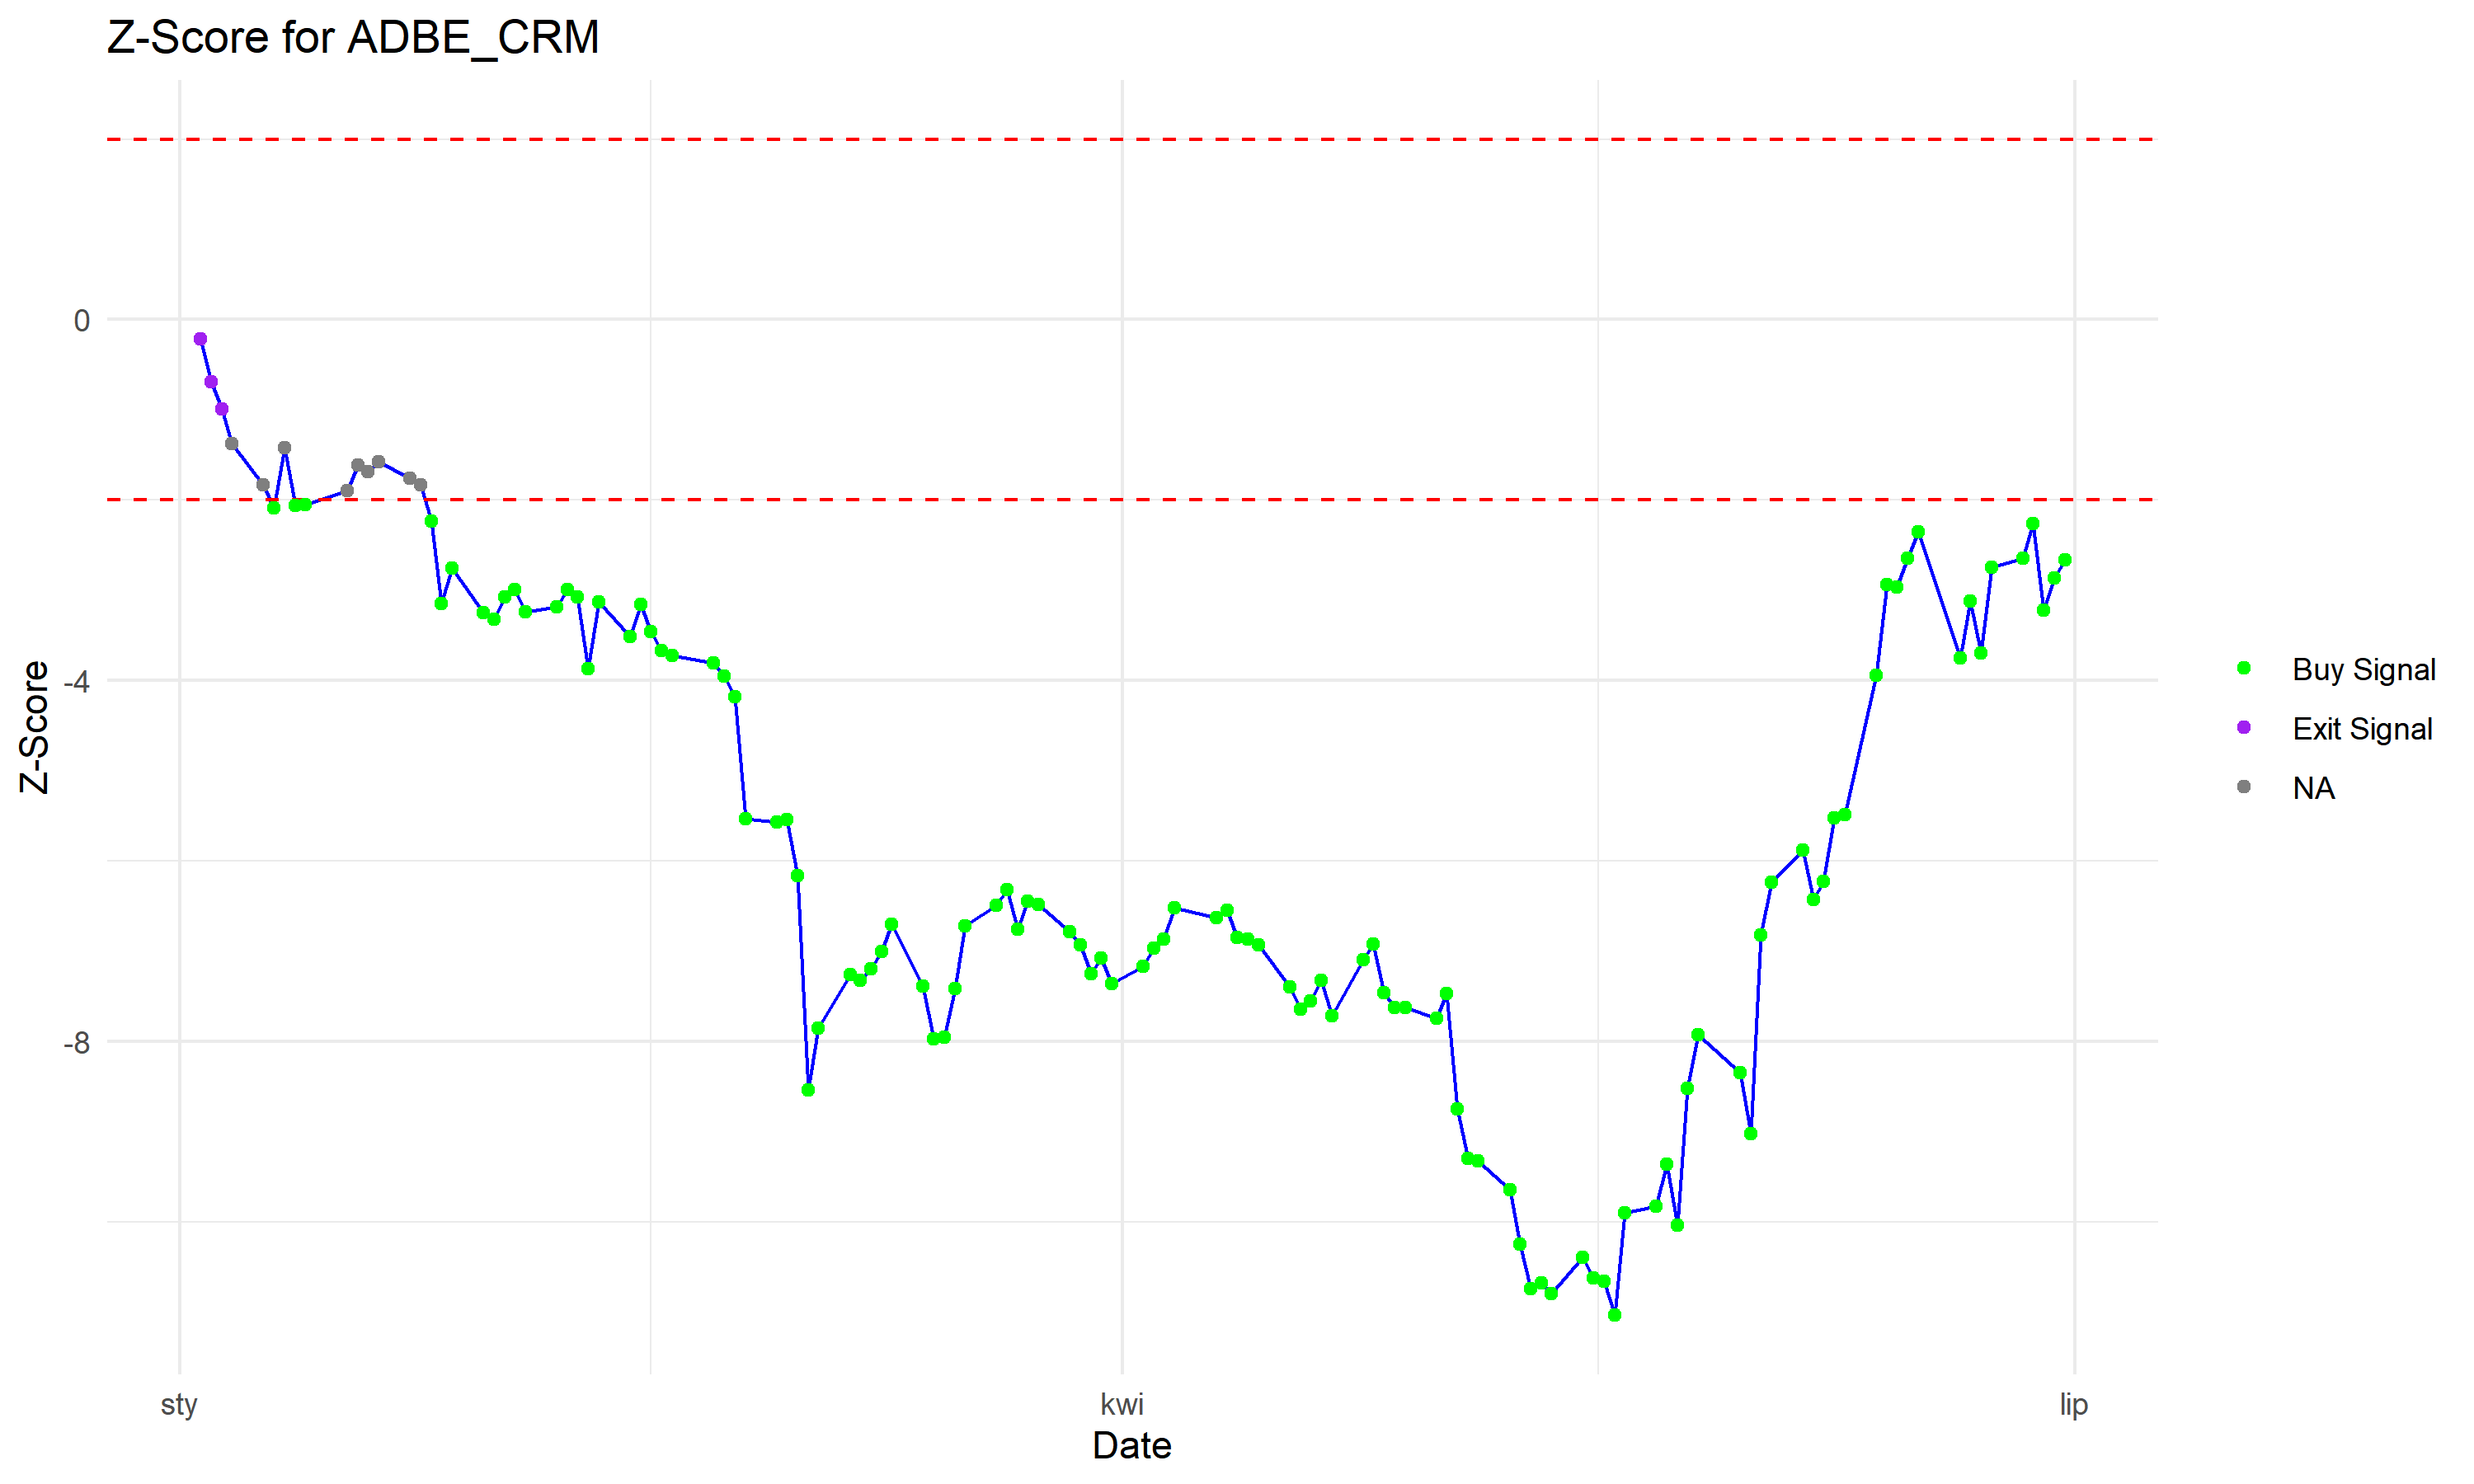 Z-Score for ADBE_CRM
0
-4
-8
Z-Score
sty
kwi
lip
Date
Buy Signal
Exit Signal
NA